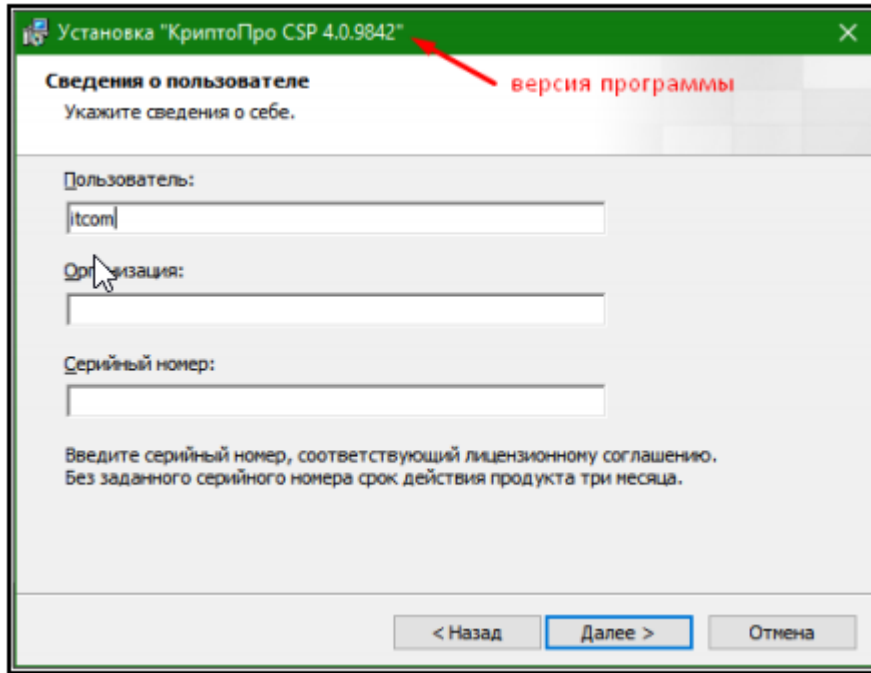 Установка "КриптоПро CSP 4.0.9842"
версия программы
Сведения о пользователе
Укажите сведения о себе.
Пользователь:
itcom
Организация:
Серийный номер:
Введите серийный номер, соответствующий лицензионному соглашению.
Без заданного серийного номера срок действия продукта три месяца.
< Назад
Далее >
Отмена